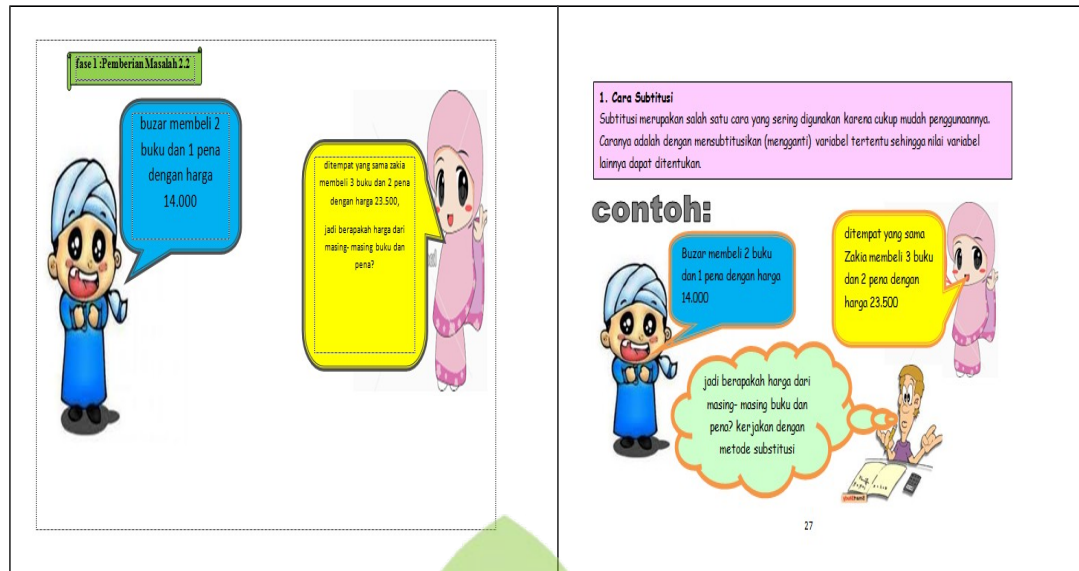 fase 1 :Pemberian Masalah 2.2
buzar membeli 2
buku dan 1 pena
dengan harga
14.000
ditempat yang sama zakia
membeli 3 buku dan 2 pena
dengan harga 23.500,
jadi berapakah harga dari
masing- masing buku dan
pena?
1. Cara Subtitusi
Subtitusi merupakan salah satu cara yang sering digunakan karena cukup mudah penggunaannya.
Caranya adalah dengan mensubtitusikan (mengganti) variabel tertentu sehingga nilai variabel
lainnya dapat ditentukan.
contoh:
Buzar membeli 2 buku
dan 1 pena dengan harga
14.000
ditempat yang sama
Zakia membeli 3 buku
dan 2 pena dengan
harga 23.500
jadi berapakah harga dari
masing- masing buku dan
pena? kerjakan dengan
metode substitusi
27